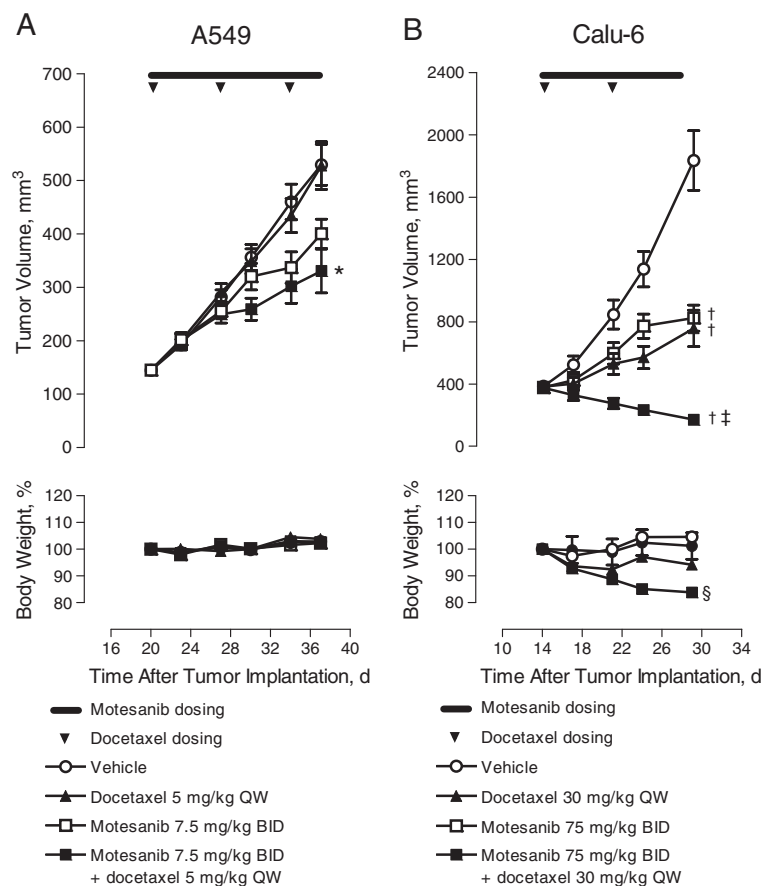 A
A549
700
600
500
400
300
200
100
0
Tumor Volume, mm³
*
120
110
100
90
80
Body Weight, %
16 20 24 28 32 36 40
Time After Tumor Implantation, d
Motesanib dosing
Docetaxel dosing
Vehicle
Docetaxel 5 mg/kg QW
Motesanib 7.5 mg/kg BID
Motesanib 7.5 mg/kg BID
+ docetaxel 5 mg/kg QW
B
Calu-6
2400
2000
1600
1200
800
400
0
Tumor Volume, mm³
†
†
† ‡
120
110
100
90
80
Body Weight, %
§
10 14 18 22 26 30 34
Time After Tumor Implantation, d
Motesanib dosing
Docetaxel dosing
Vehicle
Docetaxel 30 mg/kg QW
Motesanib 75 mg/kg BID
Motesanib 75 mg/kg BID
+ docetaxel 30 mg/kg QW